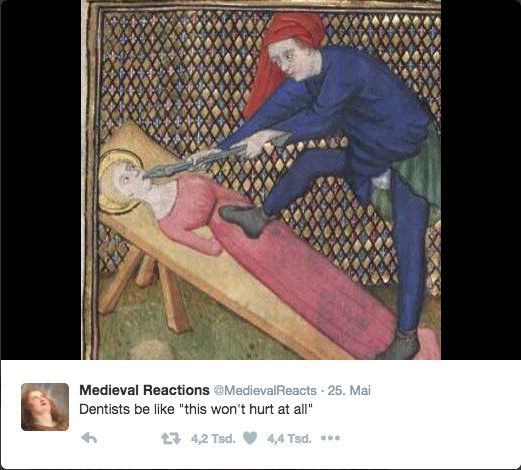 Medieval Reactions @MedievalReacts · 25. Mai
Dentists be like "this won't hurt at all"
4,2 Tsd. 4,4 Tsd.